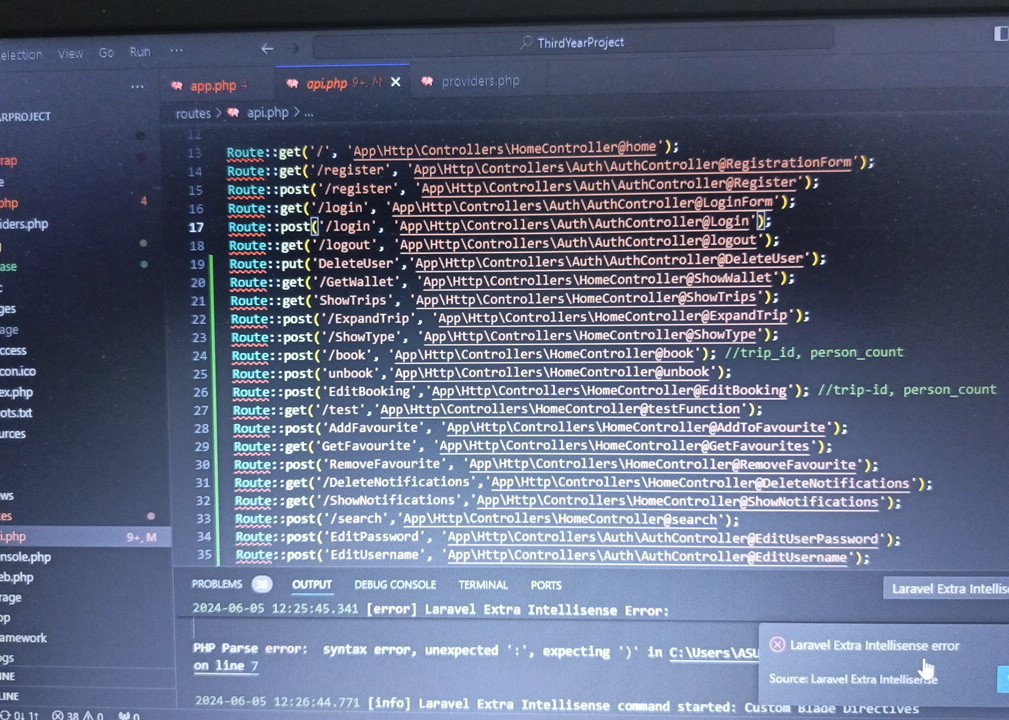 election View Go Run ...
ThirdYearProject
app.php
api.php 9+, M
providers.php
ARPROJECT
routes > api.php > ...
12
13 Route::get('/', 'App\Http\Controllers\HomeController@home');
14 Route::get('/register', 'App\Http\Controllers\Auth\AuthController@RegistrationForm');
15 Route::post('/register', 'App\Http\Controllers\Auth\AuthController@Register');
16 Route::get('/login', 'App\Http\Controllers\Auth\AuthController@LoginForm');
17 Route::post('/login', 'App\Http\Controllers\Auth\AuthController@Login');
18 Route::get('/logout', 'App\Http\Controllers\Auth\AuthController@logout');
19 Route::put('DeleteUser','App\Http\Controllers\Auth\AuthController@DeleteUser');
20 Route::get('/GetWallet', 'App\Http\Controllers\HomeController@ShowWallet');
21 Route::get('ShowTrips', 'App\Http\Controllers\HomeController@ShowTrips');
22 Route::post('/ExpandTrip', 'App\Http\Controllers\HomeController@ExpandTrip');
23 Route::post('/ShowType', 'App\Http\Controllers\HomeController@ShowType');
24 Route::post('/book', 'App\Http\Controllers\HomeController@book'); //trip_id, person_count
25 Route::post('unbook','App\Http\Controllers\HomeController@unbook');
26 Route::post('EditBooking','App\Http\Controllers\HomeController@EditBooking'); //trip-id, person_count
27 Route::get('/test','App\Http\Controllers\HomeController@testFunction');
28 Route::post('AddFavourite', 'App\Http\Controllers\HomeController@AddToFavourite');
29 Route::get('GetFavourite', 'App\Http\Controllers\HomeController@GetFavourites');
30 Route::post('RemoveFavourite', 'App\Http\Controllers\HomeController@RemoveFavourite');
31 Route::get('/DeleteNotifications','App\Http\Controllers\HomeController@DeleteNotifications');
32 Route::get('/ShowNotifications','App\Http\Controllers\HomeController@ShowNotifications');
33 Route::post('/search','App\Http\Controllers\HomeController@search');
34 Route::post('EditPassword', 'App\Http\Controllers\Auth\AuthController@EditUserPassword');
35 Route::post('EditUsername', 'App\Http\Controllers\Auth\AuthController@EditUsername');
rap
e
php 4
iders.php
ase
ges
age
ccess
con.ico
ex.php
ots.txt
urces
ws
es
i.php 9+, M
nsole.php
eb.php
rage
pp
amework
gs
INE
LINE
PROBLEMS 38 OUTPUT DEBUG CONSOLE TERMINAL PORTS
Laravel Extra Intellise
2024-06-05 12:25:45.341 [error] Laravel Extra Intellisense Error:
PHP Parse error: syntax error, unexpected ':', expecting ')' in C:\Users\ASU
on line 7
2024-06-05 12:26:44.771 [info] Laravel Extra Intellisense command started: Custom Blade Directives
Laravel Extra Intellisense error
Source: Laravel Extra Intellisense
0↓ 1↑ 38 0 0